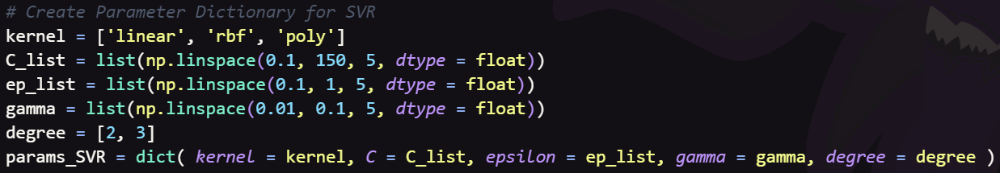 # Create Parameter Dictionary for SVR
kernel = ['linear', 'rbf', 'poly']
C_list = list(np.linspace(0.1, 150, 5, dtype = float))
ep_list = list(np.linspace(0.1, 1, 5, dtype = float))
gamma = list(np.linspace(0.01, 0.1, 5, dtype = float))
degree = [2, 3]
params_SVR = dict( kernel = kernel, C = C_list, epsilon = ep_list, gamma = gamma, degree = degree )